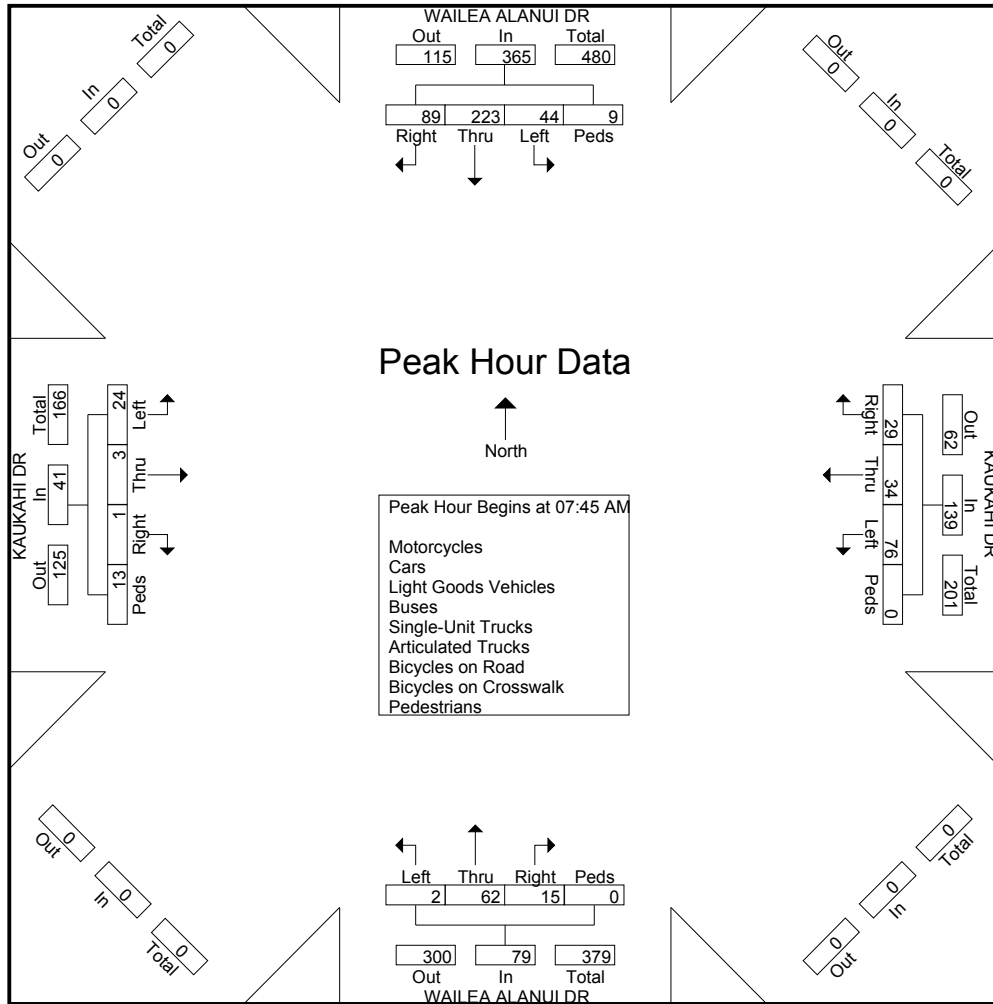 WAILEA ALANUI DR
Out In Total
115 365 480
89 223 44 9
Right Thru Left Peds
Total
0
In
0
Out
0
Out
0
In
0
Total
0
KAUKAHI DR
Total In Out
166 41 125
24 3 1 13
Left Thru Right Peds
Peak Hour Data
North
Peak Hour Begins at 07:45 AM
Motorcycles
Cars
Light Goods Vehicles
Buses
Single-Unit Trucks
Articulated Trucks
Bicycles on Road
Bicycles on Crosswalk
Pedestrians
Right Thru Left Peds
29 34 76 0
Out In Total
62 139 201
KAUKAHI DR
0
Out
0
In
0
Total
Left Thru Right Peds
2 62 15 0
300 79 379
Out In Total
WAILEA ALANUI DR
0
Total
0
In
0
Out